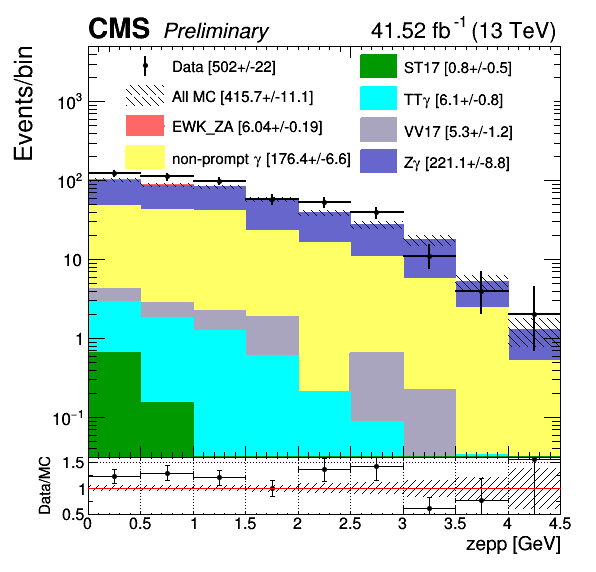 CMS Preliminary 41.52 fb⁻¹ (13 TeV)
Events/bin
Data [502+/-22]
All MC [415.7+/-11.1]
EWK_ZA [6.04+/-0.19]
non-prompt γ [176.4+/-6.6]
ST17 [0.8+/-0.5]
TTγ [6.1+/-0.8]
VV17 [5.3+/-1.2]
Zγ [221.1+/-8.8]
10³
10²
10
1
10⁻¹
Data/MC
1.5
1
0.5
0 0.5 1 1.5 2 2.5 3 3.5 4 4.5
zepp [GeV]